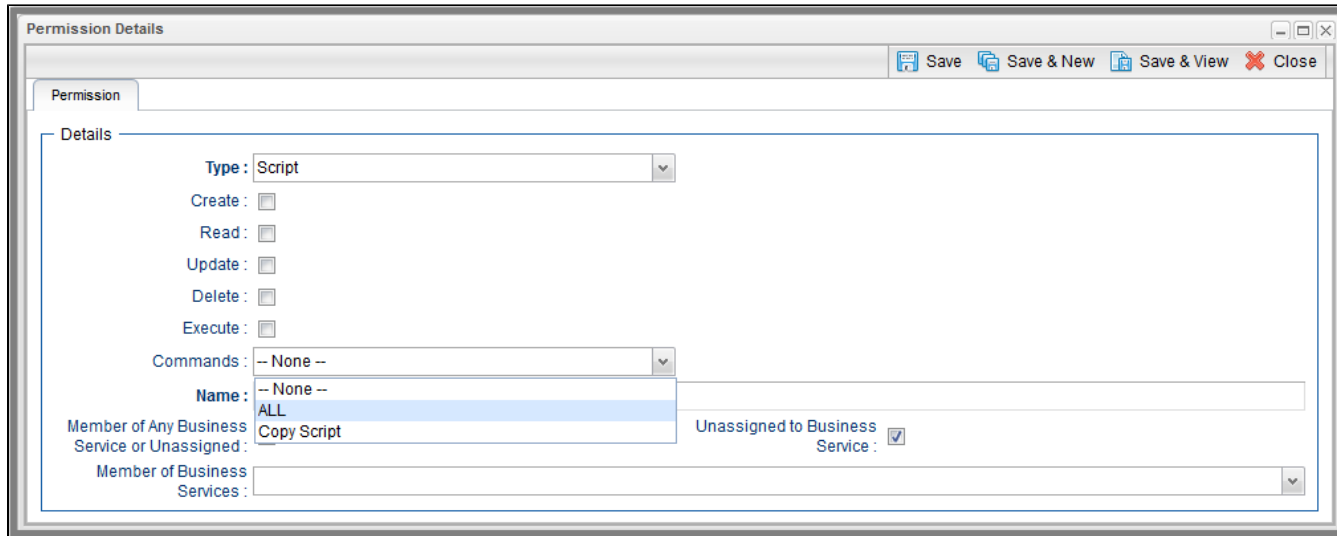 Permission Details
Save Save & New Save & View Close
Permission
Details
Type : Script
Create :
Read :
Update :
Delete :
Execute :
Commands : -- None --
Name : -- None --
ALL
Copy Script
Member of Any Business
Service or Unassigned :
Unassigned to Business
Service :
Member of Business
Services :